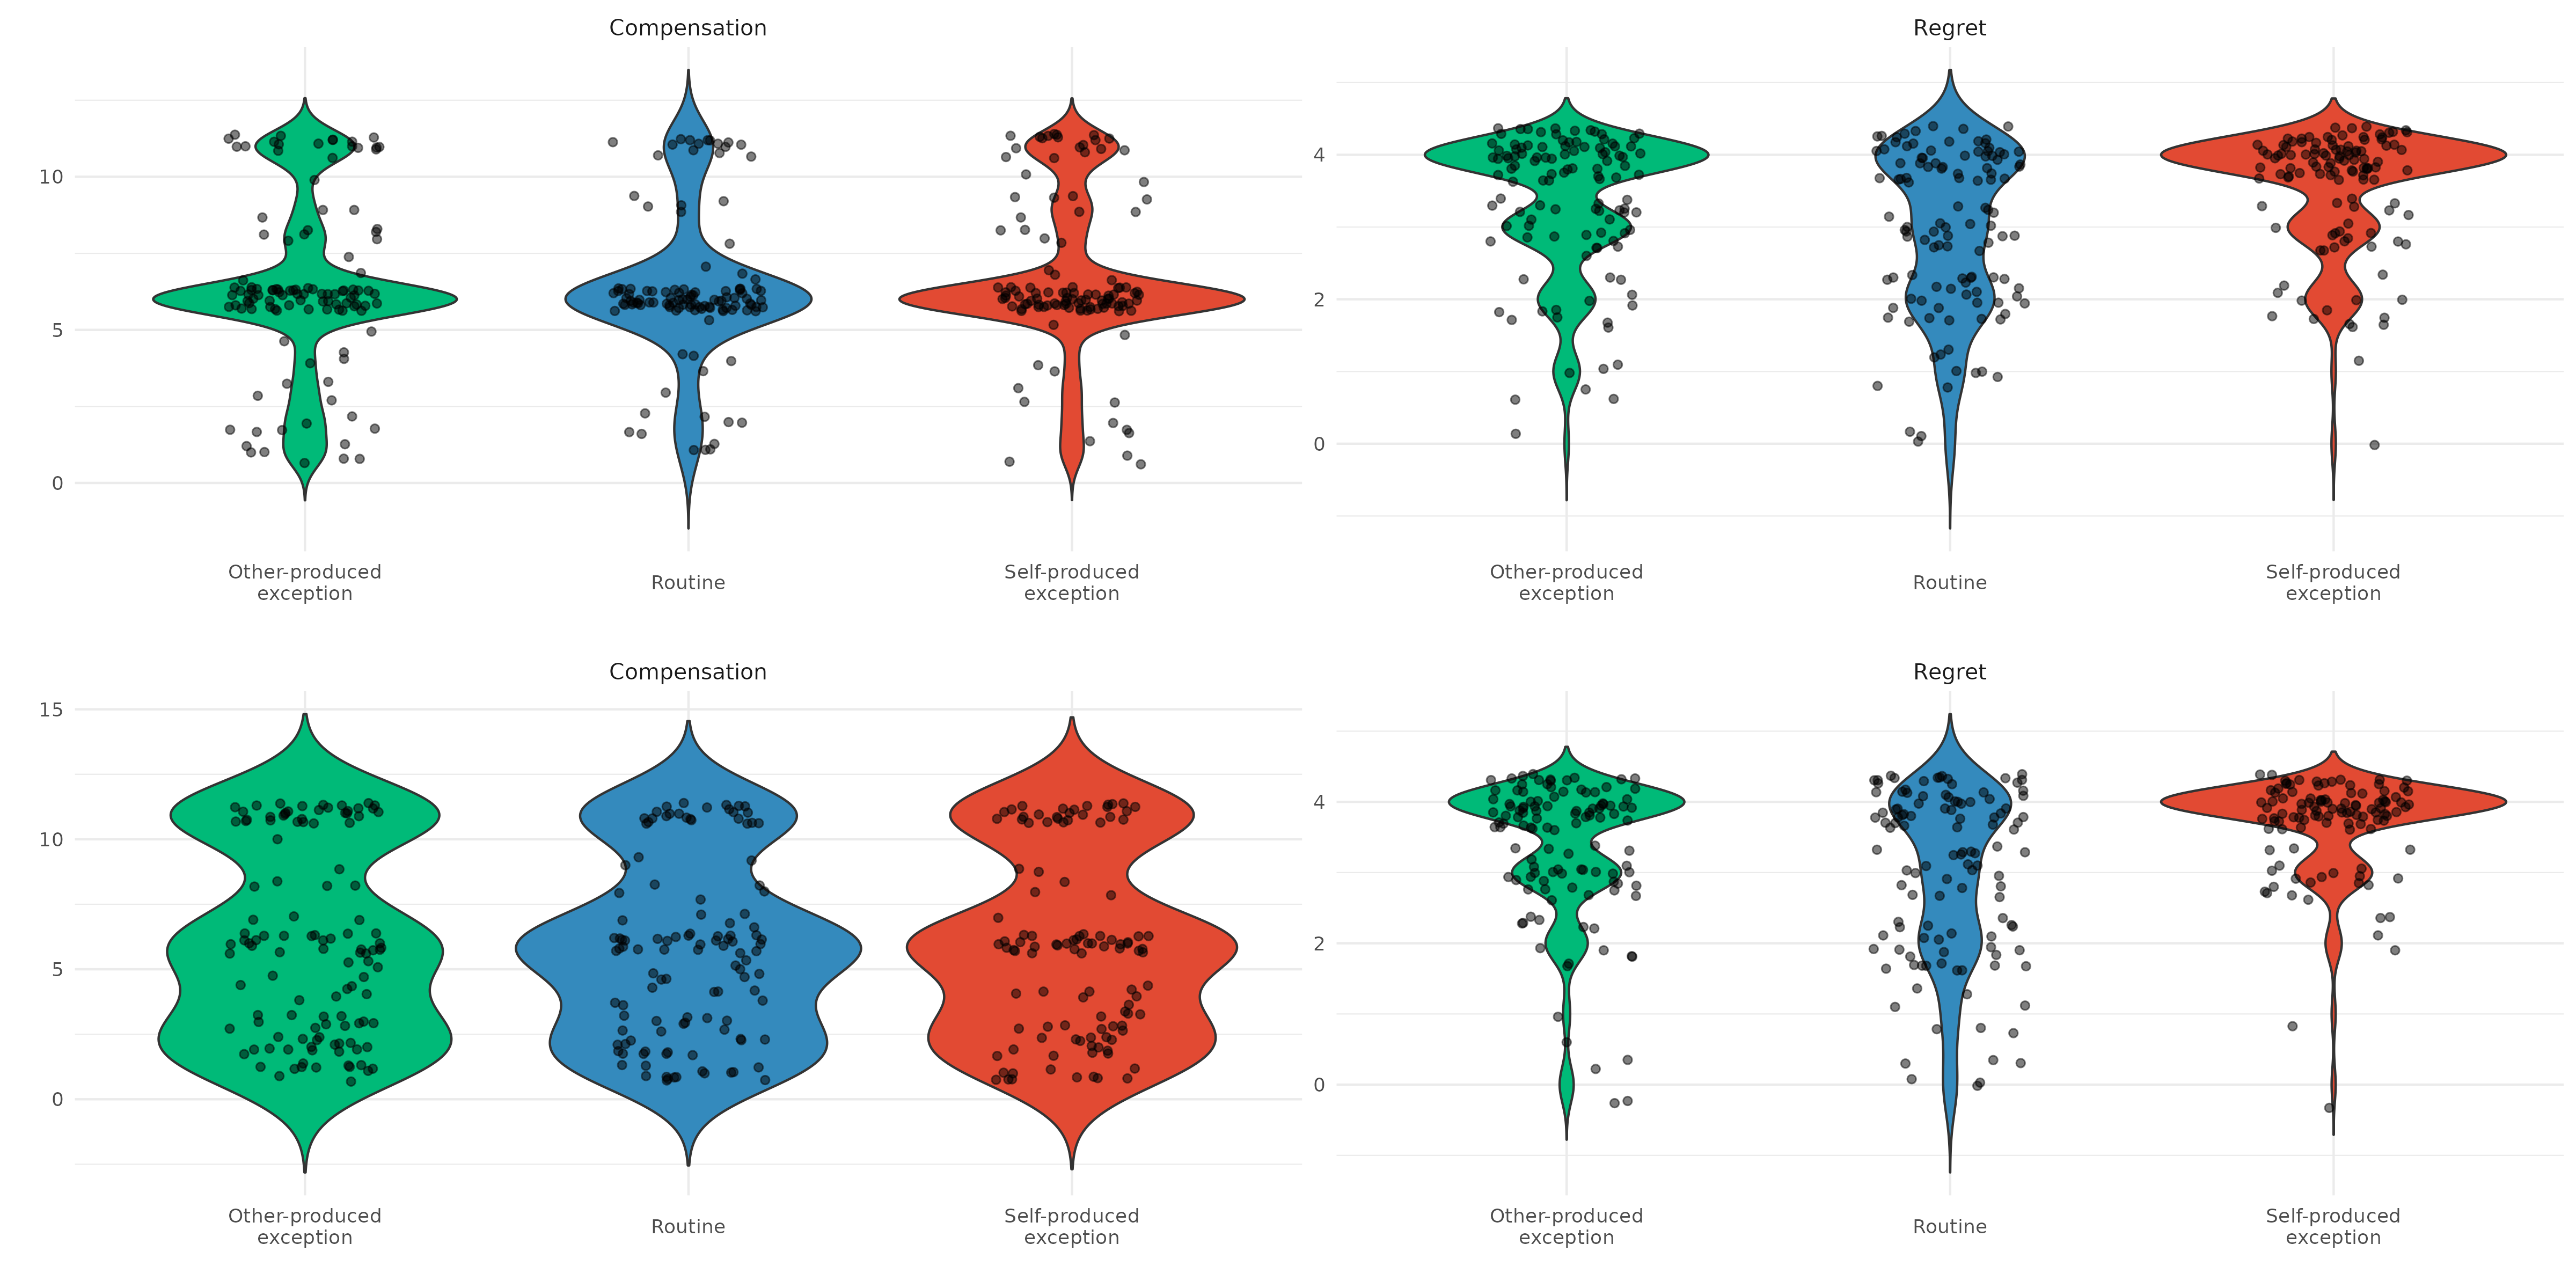 Compensation
10
5
0
Other-produced
exception
Routine
Self-produced
exception
Regret
4
2
0
Other-produced
exception
Routine
Self-produced
exception
Compensation
15
10
5
0
Other-produced
exception
Routine
Self-produced
exception
Regret
4
2
0
Other-produced
exception
Routine
Self-produced
exception